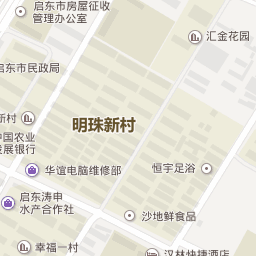 启东市房屋征收
管理办公室
汇金花园
启东市民政局
新村
明珠新村
中国农业
发展银行
华谊电脑维修部
恒宇足浴
启东涛申
水产合作社
沙地鲜食品
幸福一村
汉林快捷酒店